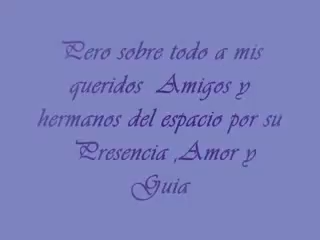 Pero sobre todo a mis
queridos Amigos y
hermanos del espacio por su
Presencia ,Amor y
Guia